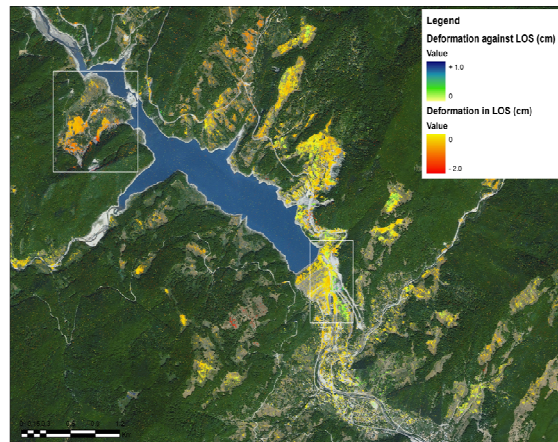 Legend
Deformation against LOS (cm)
Value
+ 1.0
0
Deformation in LOS (cm)
Value
0
- 2.0